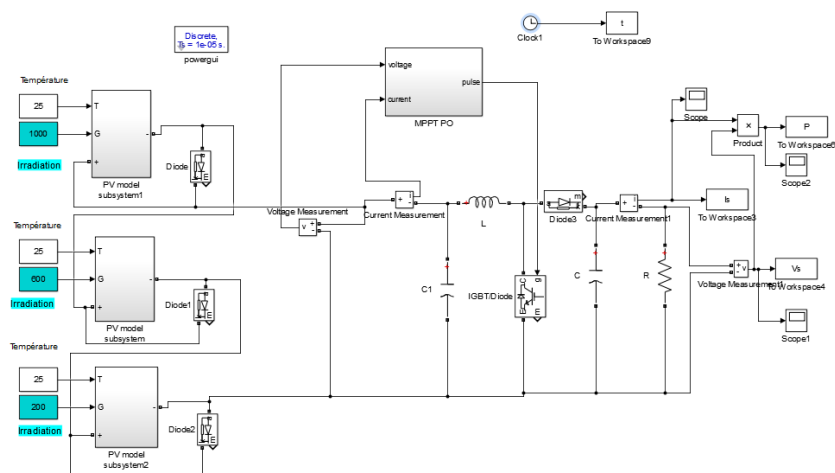 Discrete,
Ts = 1e-05 s.
powergui
Clock1
t
To Workspace9
Température
25
1000
Irradiation
T
G
+
-
PV model
subsystem1
Diode
voltage
current
pulse
MPPT PO
Voltage Measurement
Current Measurement
L
Diode3
Current Measurement1
Scope
Product
P
To Workspace6
Scope2
Is
To Workspace3
Vs
To Workspace4
Voltage Measurement1
Scope1
C1
IGBT/Diode
C
R
Température
25
600
Irradiation
T
G
+
-
PV model
subsystem
Diode1
Température
25
200
Irradiation
T
G
+
-
PV model
subsystem2
Diode2